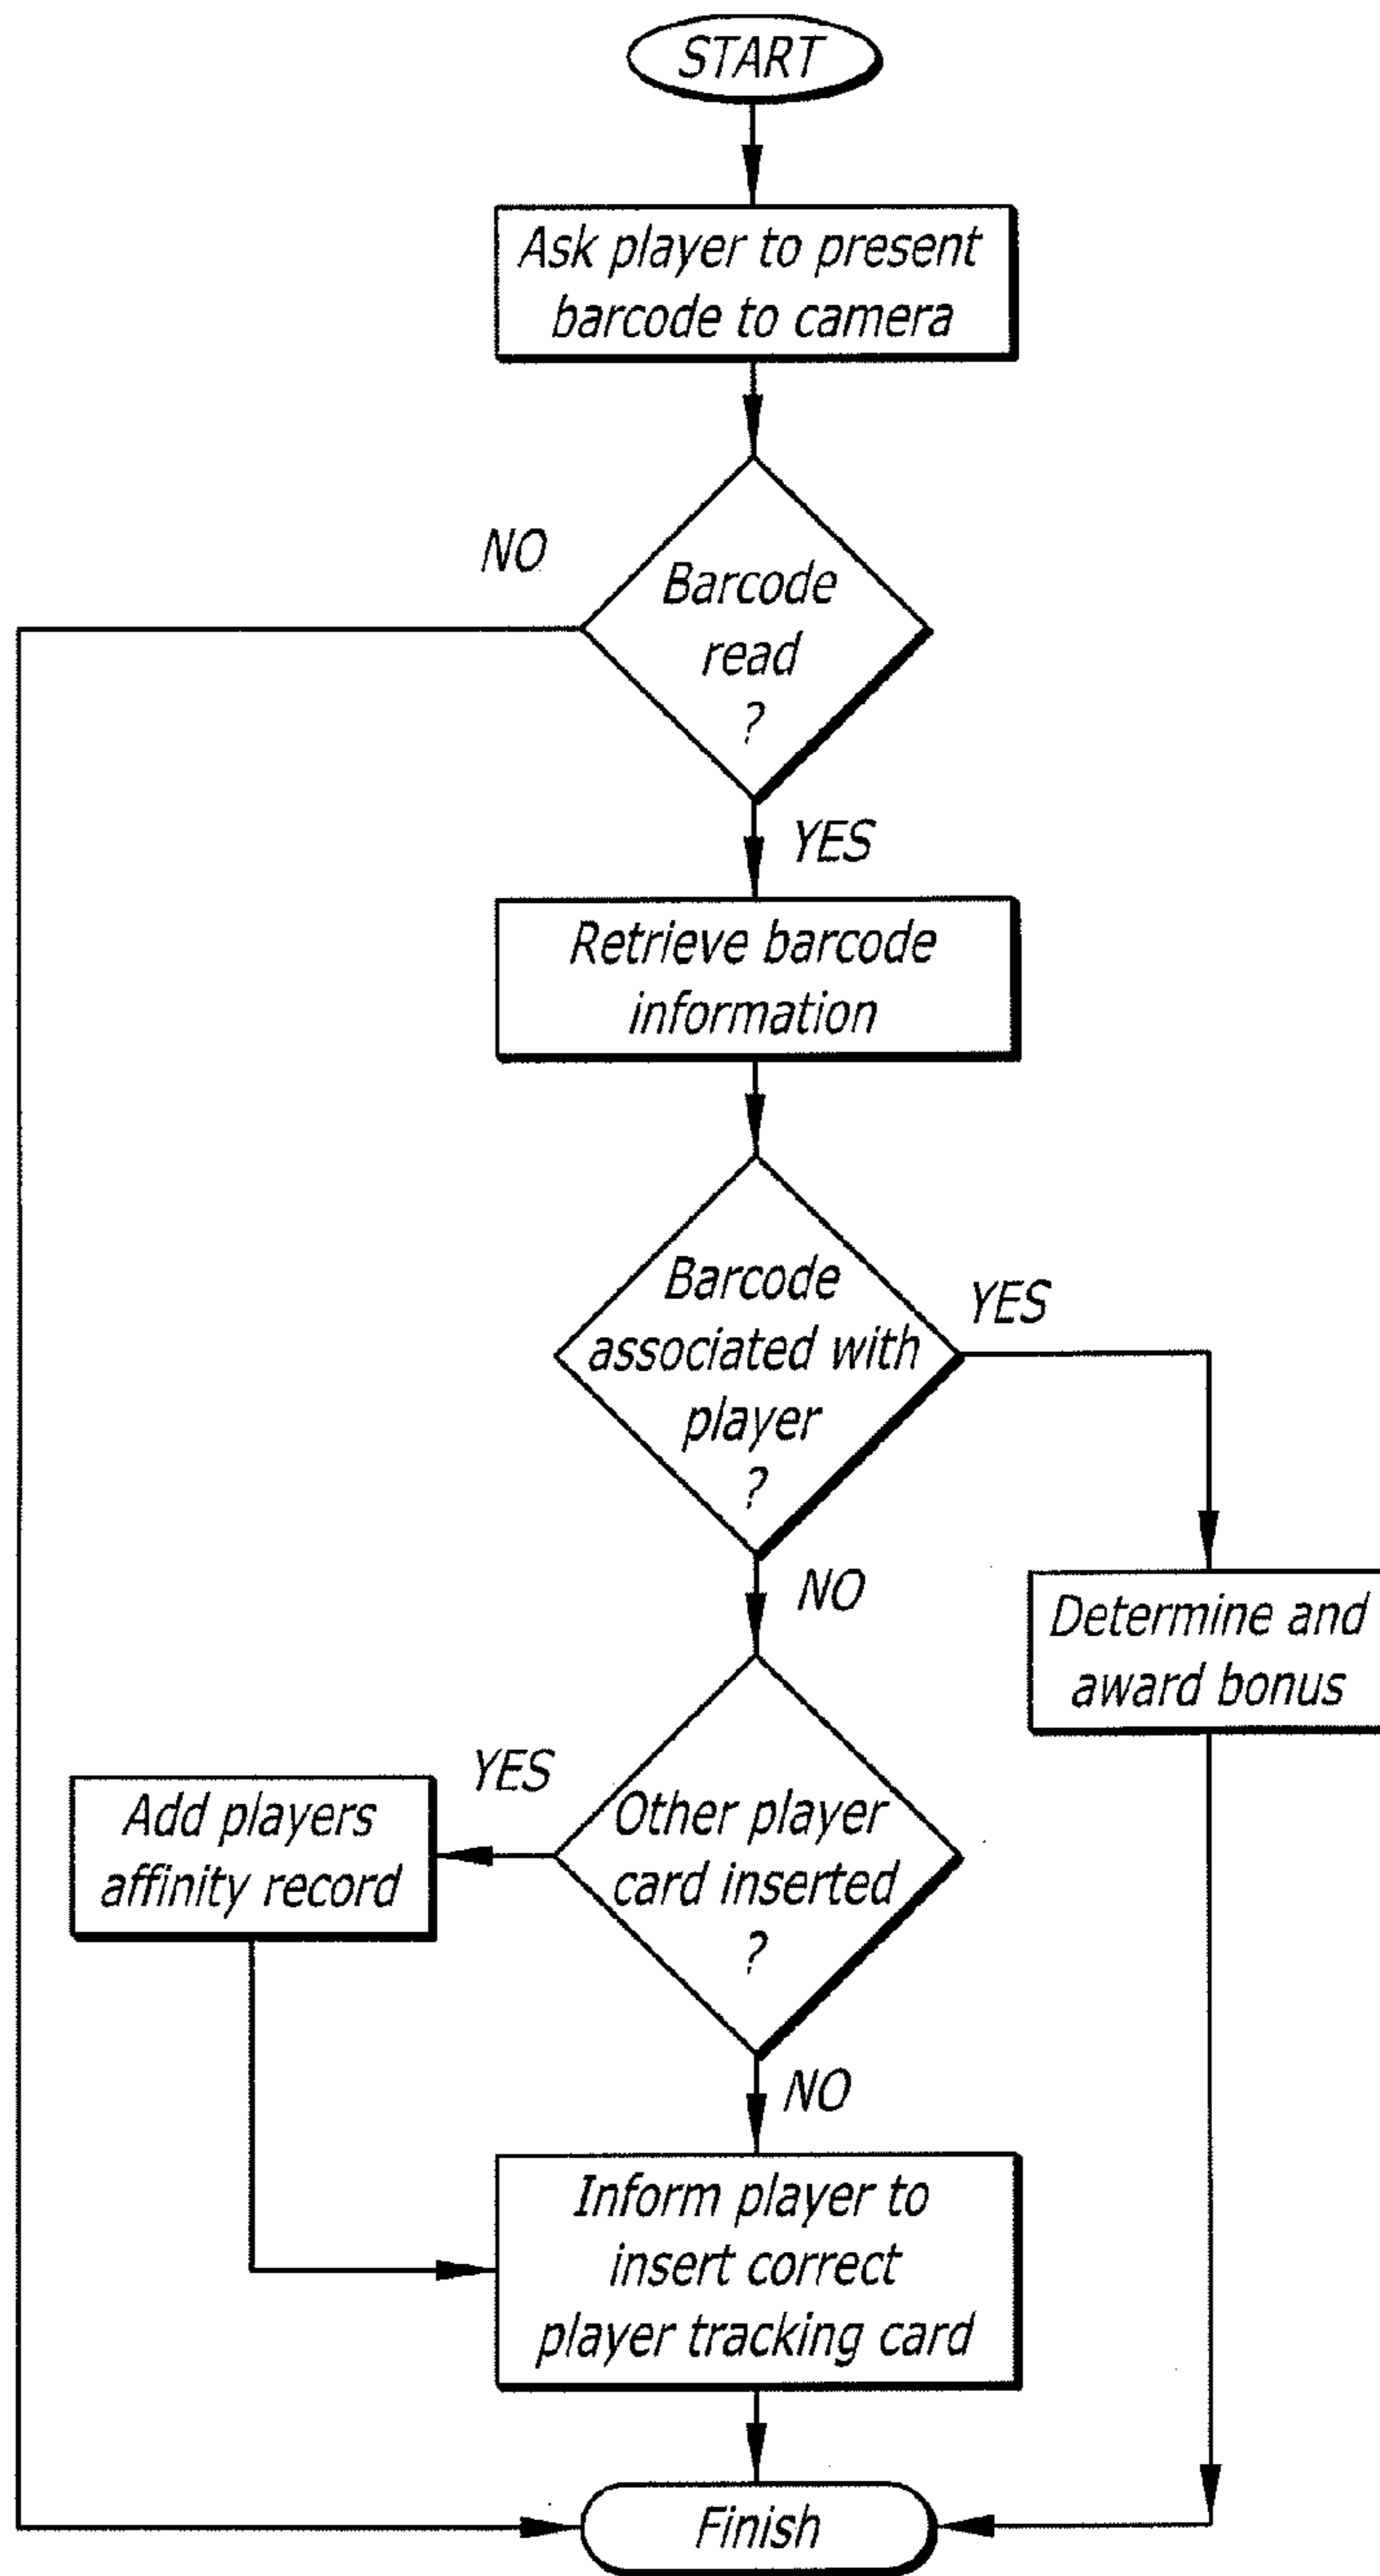 START
Ask player to present
barcode to camera
NO
Barcode
read
?
YES
Retrieve barcode
information
Barcode
associated with
player
?
YES
NO
Determine and
award bonus
YES
Add players
affinity record
Other player
card inserted
?
NO
Inform player to
insert correct
player tracking card
Finish